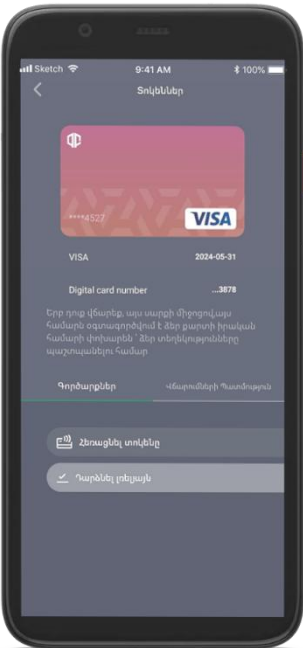 Sketch 9:41 AM 100%
Տոկեններ
****4527 VISA
VISA 2024-05-31
Digital card number ...3878
Երբ դուք վճարեք, այս սարքի միջոցով,այս
համարն օգտագործվում է ձեր քարտի իրական
համարի փոխարեն ՝ ձեր տեղեկությունները
պաշտպանելու համար
Գործարքներ Վճարումների Պատմություն
Հեռացնել տոկենը
Դարձնել լռելյայն